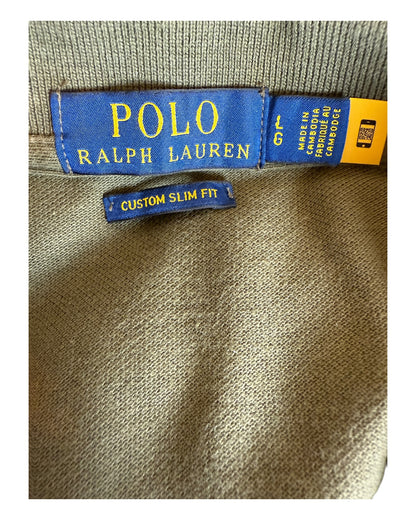 POLO
RALPH LAUREN
CUSTOM SLIM FIT
L
G
MADE IN
CAMBODIA
FABRIQUÉ AU
CAMBODGE